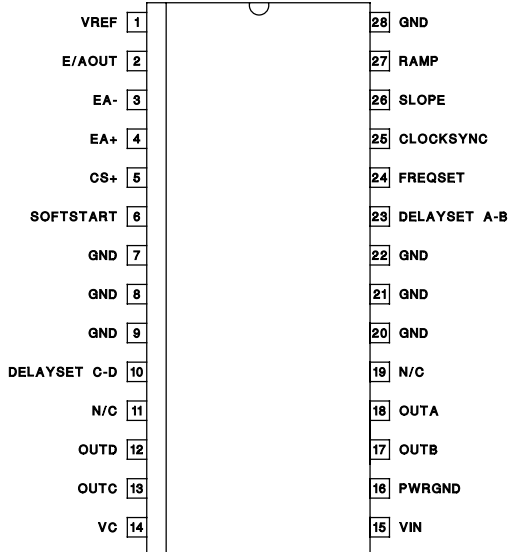 VREF 1 28 GND
E/AOUT 2 27 RAMP
EA- 3 26 SLOPE
EA+ 4 25 CLOCKSYNC
CS+ 5 24 FREQSET
SOFTSTART 6 23 DELAYSET A-B
GND 7 22 GND
GND 8 21 GND
GND 9 20 GND
DELAYSET C-D 10 19 N/C
N/C 11 18 OUTA
OUTD 12 17 OUTB
OUTC 13 16 PWRGND
VC 14 15 VIN